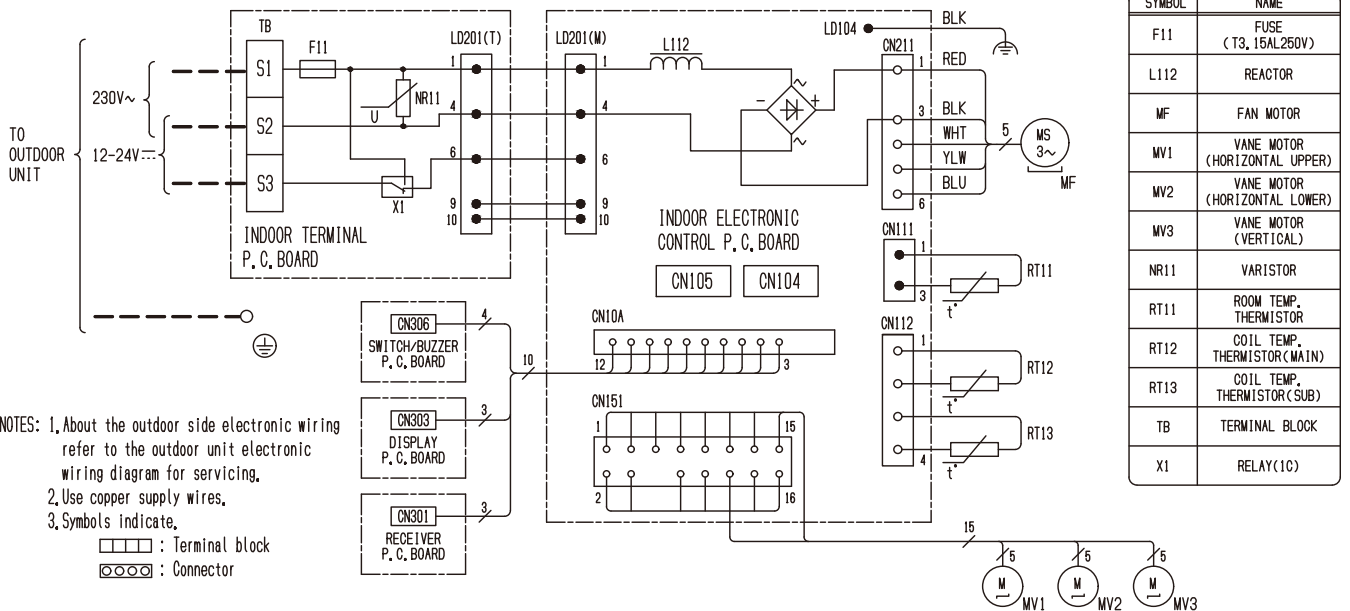 TO
OUTDOOR
UNIT
230V~
12-24V⎓
TB
S1
S2
S3
F11
NR11
U
X1
INDOOR TERMINAL
P.C.BOARD
LD201(T)
1
4
6
9
10
LD201(M)
1
4
6
9
10
L112
LD104
BLK
CN211
1
3
6
RED
BLK
WHT
YLW
BLU
5
MS
3~
MF
~
~
-
+
INDOOR ELECTRONIC
CONTROL P.C.BOARD
CN105
CN104
CN111
1
3
t°
RT11
CN112
1
4
t°
RT12
t°
RT13
CN10A
12
3
10
CN306
SWITCH/BUZZER
P.C.BOARD
4
CN303
DISPLAY
P.C.BOARD
3
CN301
RECEIVER
P.C.BOARD
3
CN151
1
15
2
16
15
5
M
MV1
5
M
MV2
5
M
MV3
NOTES: 1.About the outdoor side electronic wiring
refer to the outdoor unit electronic
wiring diagram for servicing.
2.Use copper supply wires.
3.Symbols indicate.
: Terminal block
: Connector
SYMBOL NAME
F11 FUSE
(T3.15AL250V)
L112 REACTOR
MF FAN MOTOR
MV1 VANE MOTOR
(HORIZONTAL UPPER)
MV2 VANE MOTOR
(HORIZONTAL LOWER)
MV3 VANE MOTOR
(VERTICAL)
NR11 VARISTOR
RT11 ROOM TEMP.
THERMISTOR
RT12 COIL TEMP.
THERMISTOR(MAIN)
RT13 COIL TEMP.
THERMISTOR(SUB)
TB TERMINAL BLOCK
X1 RELAY(1C)